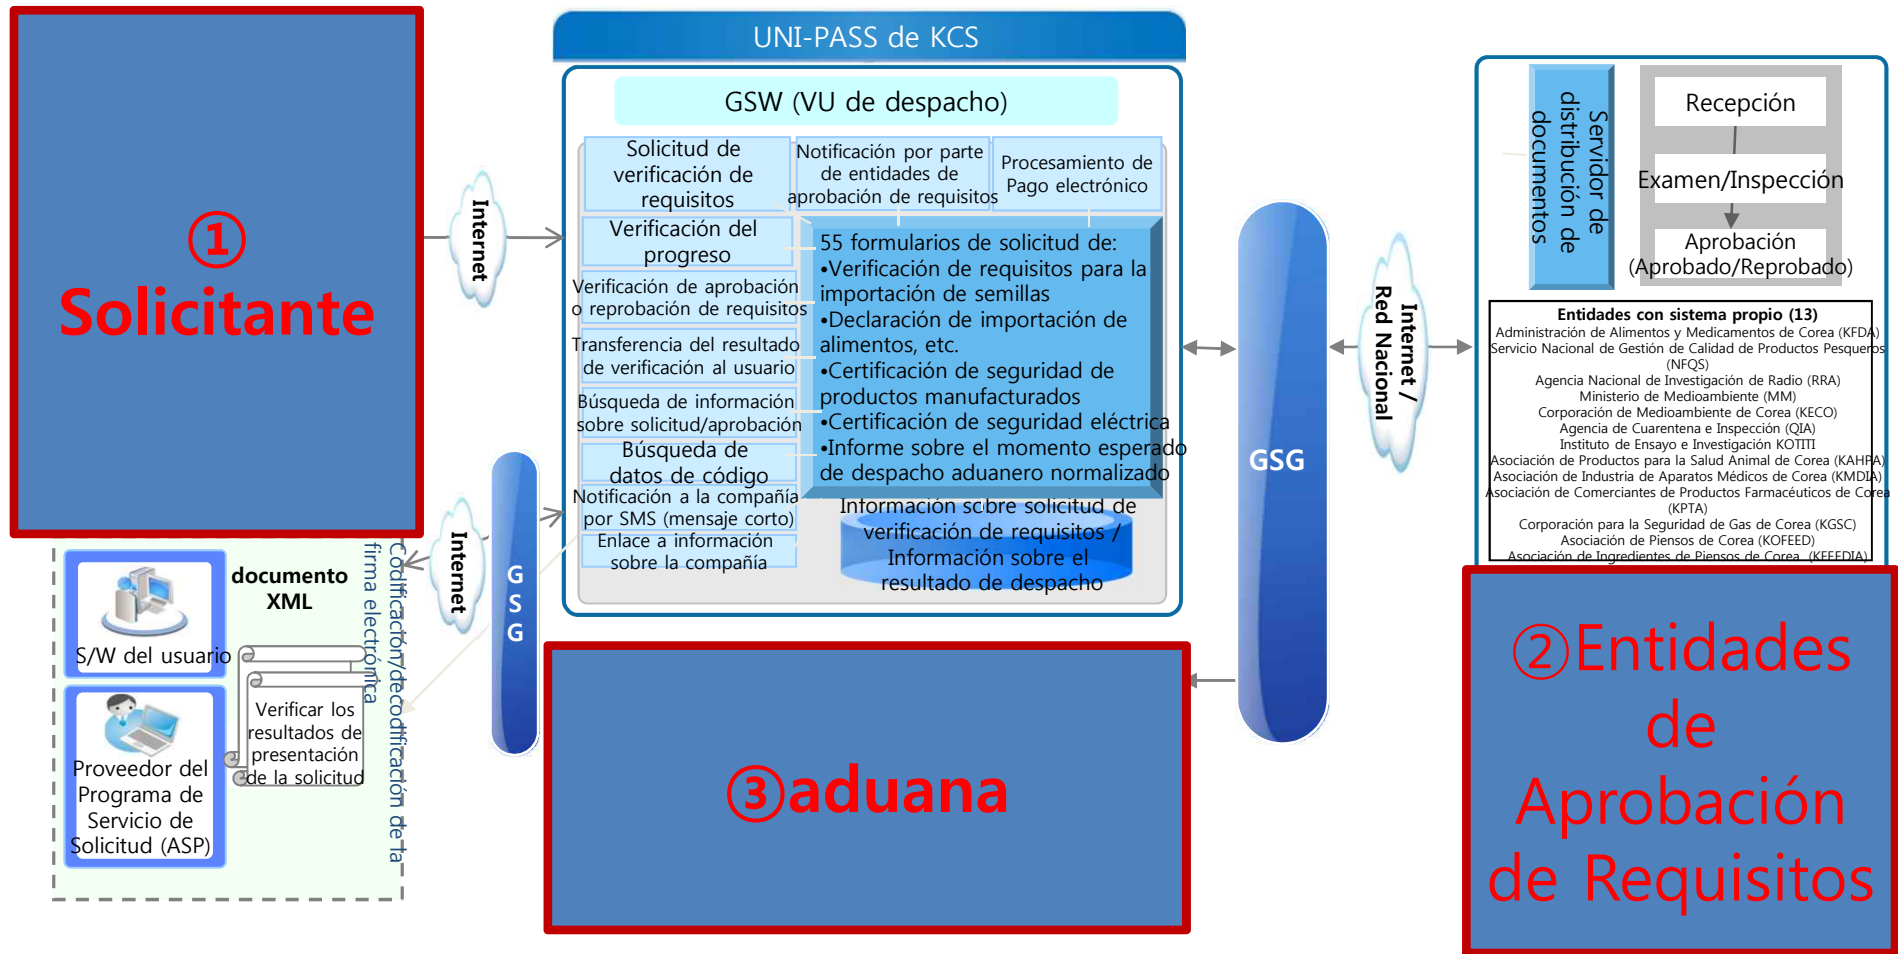 ①
Solicitante
UNI-PASS de KCS
GSW (VU de despacho)
Solicitud de
verificación de
requisitos
Notificación por parte
de entidades de
aprobación de requisitos
Procesamiento de
Pago electrónico
Verificación del
progreso
Verificación de aprobación
o reprobación de requisitos
Transferencia del resultado
de verificación al usuario
Búsqueda de información
sobre solicitud/aprobación
Búsqueda de
datos de código
Notificación a la compañía
por SMS (mensaje corto)
Enlace a información
sobre la compañía
55 formularios de solicitud de:
•Verificación de requisitos para la
importación de semillas
•Declaración de importación de
alimentos, etc.
•Certificación de seguridad de
productos manufacturados
•Certificación de seguridad eléctrica
•Informe sobre el momento esperado
de despacho aduanero normalizado
Información sobre solicitud de
verificación de requisitos /
Información sobre el
resultado de despacho
Internet
Internet
G
S
G
GSG
Internet /
Red Nacional
Servidor de
distribución de
documentos
Recepción
Examen/Inspección
Aprobación
(Aprobado/Reprobado)
Entidades con sistema propio (13)
Administración de Alimentos y Medicamentos de Corea (KFDA)
Servicio Nacional de Gestión de Calidad de Productos Pesqueros
(NFQS)
Agencia Nacional de Investigación de Radio (RRA)
Ministerio de Medioambiente (MM)
Corporación de Medioambiente de Corea (KECO)
Agencia de Cuarentena e Inspección (QIA)
Instituto de Ensayo e Investigación KOTITI
Asociación de Productos para la Salud Animal de Corea (KAHPA)
Asociación de Industria de Aparatos Médicos de Corea (KMDIA)
Asociación de Comerciantes de Productos Farmacéuticos de Corea
(KPTA)
Corporación para la Seguridad de Gas de Corea (KGSC)
Asociación de Piensos de Corea (KOFEED)
Asociación de Ingredientes de Piensos de Corea (KFEEDIA)
②Entidades
de
Aprobación
de Requisitos
③aduana
documento
XML
S/W del usuario
Verificar los
resultados de
presentación
de la solicitud
Proveedor del
Programa de
Servicio de
Solicitud (ASP)
Codificación/decodificación de la
firma electrónica